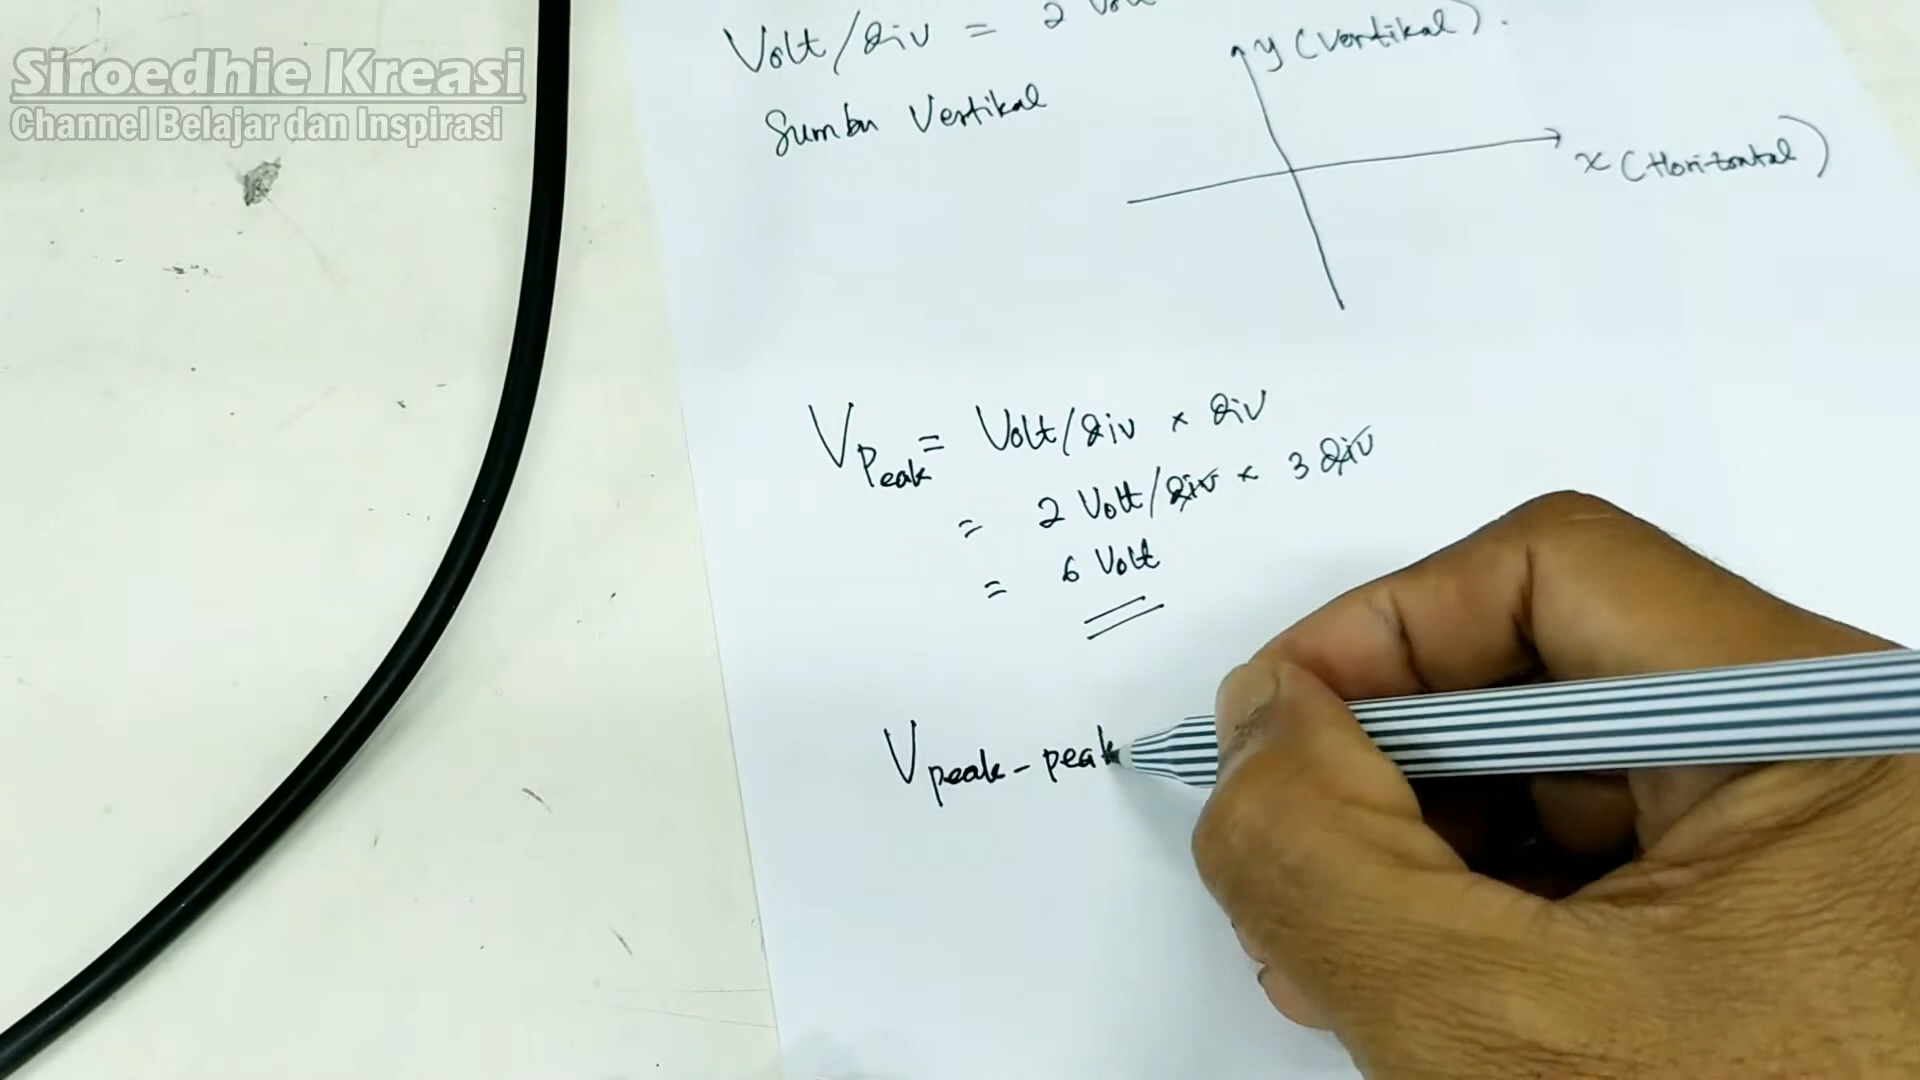 Siroedhie Kreasi
Channel Belajar dan Inspirasi
Volt/div = 2 Volt
Sumbu Vertikal
y (Vertikal).
x (Horizontal)
VPeak = Volt/div × div
= 2 Volt/div × 3 div
= 6 Volt
Vpeak-peak